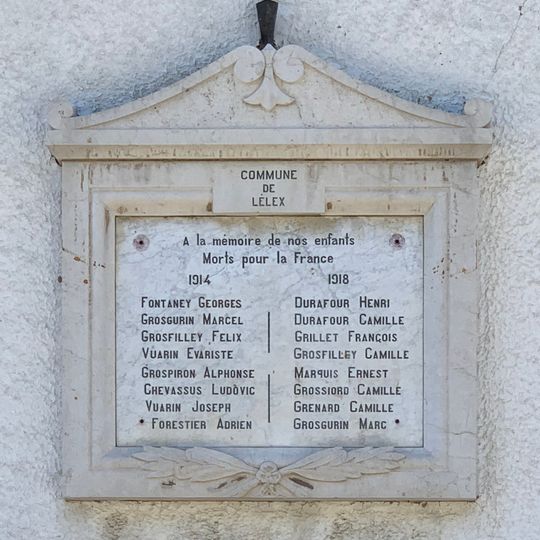 COMMUNE
DE
LÉLEX
A la mémoire de nos enfants
Morts pour la France
1914 1918
FONTANEY GEORGES
GROSGURIN MARCEL
GROSFILLEY FELIX
VUARIN EVARISTE
GROSPIRON ALPHONSE
CHEVASSUS LUDOVIC
VUARIN JOSEPH
FORESTIER ADRIEN
DURAFOUR HENRI
DURAFOUR CAMILLE
GRILLET FRANÇOIS
GROSFILLEY CAMILLE
MARQUIS ERNEST
GROSSIORD CAMILLE
GRENARD CAMILLE
GROSGURIN MARC